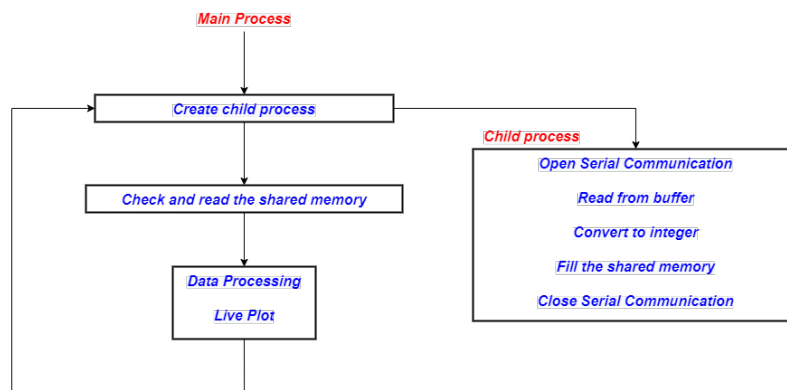 Main Process
Create child process
Child process
Open Serial Communication
Read from buffer
Convert to integer
Fill the shared memory
Close Serial Communication
Check and read the shared memory
Data Processing
Live Plot